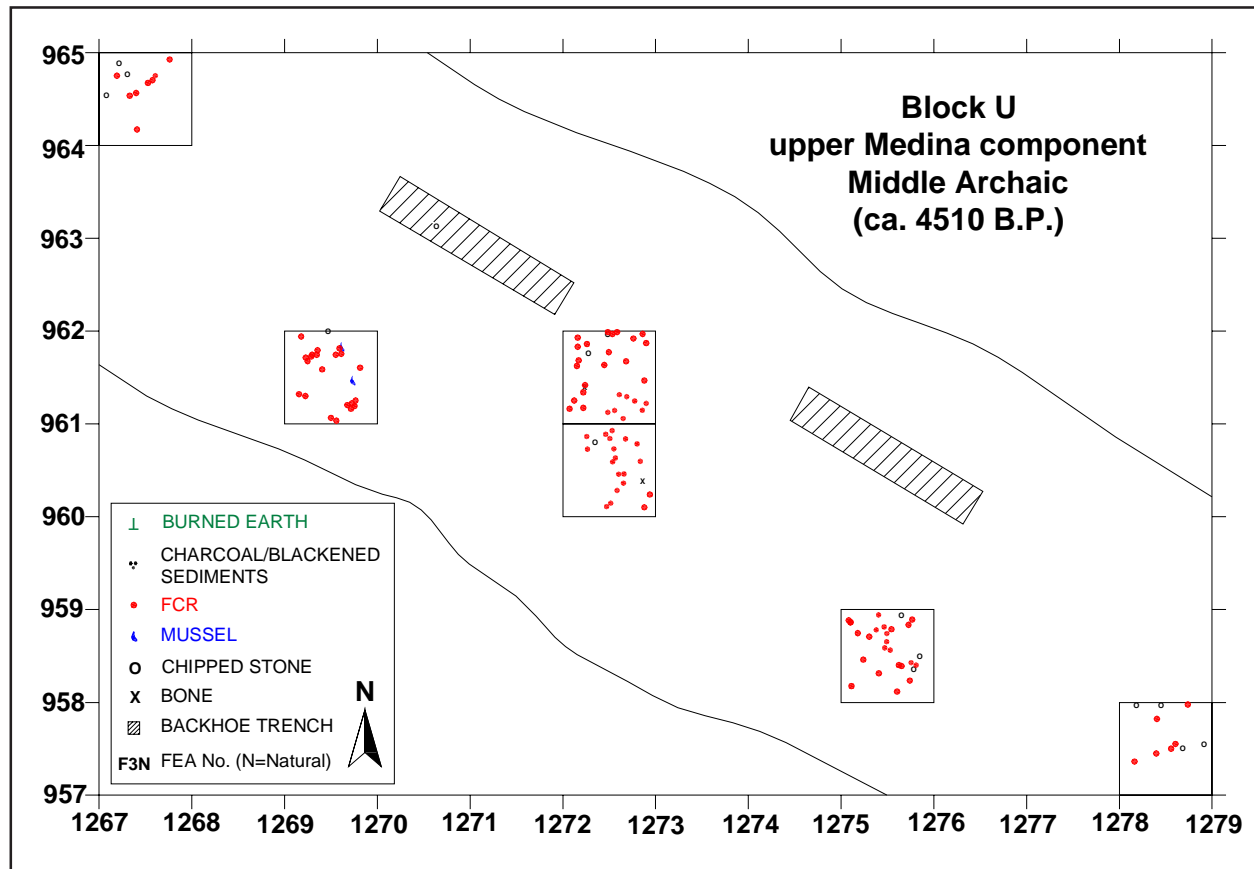 965
964
963
962
961
960
959
958
957
Block U
upper Medina component
Middle Archaic
(ca. 4510 B.P.)
BURNED EARTH
CHARCOAL/BLACKENED
SEDIMENTS
FCR
MUSSEL
CHIPPED STONE
X BONE
BACKHOE TRENCH
F3N FEA No. (N=Natural)
N
1267 1268 1269 1270 1271 1272 1273 1274 1275 1276 1277 1278 1279